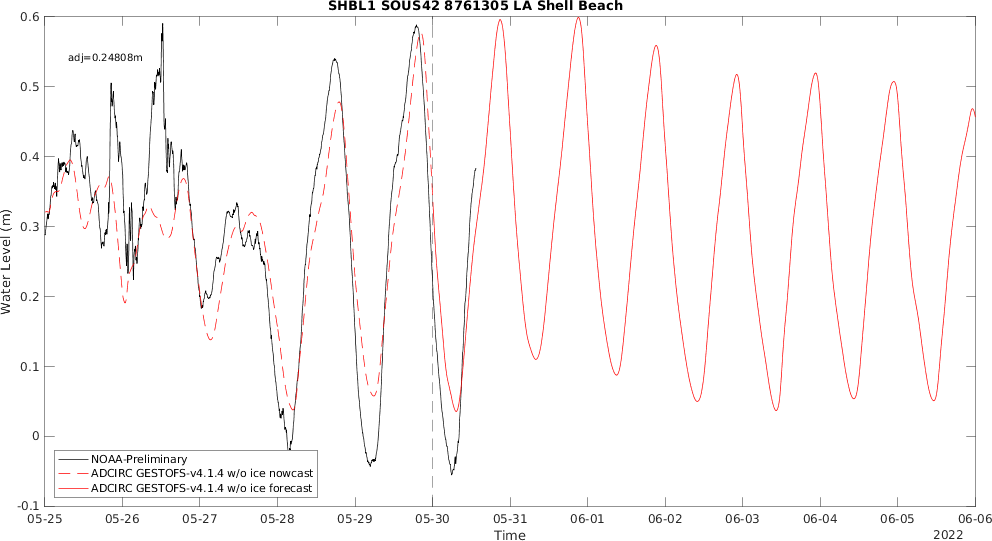 SHBL1 SOUS42 8761305 LA Shell Beach
adj=0.24808m
Water Level (m)
0.6
0.5
0.4
0.3
0.2
0.1
0
-0.1
NOAA-Preliminary
ADCIRC GESTOFS-v4.1.4 w/o ice nowcast
ADCIRC GESTOFS-v4.1.4 w/o ice forecast
05-25 05-26 05-27 05-28 05-29 05-30 05-31 06-01 06-02 06-03 06-04 06-05 06-06
Time
2022